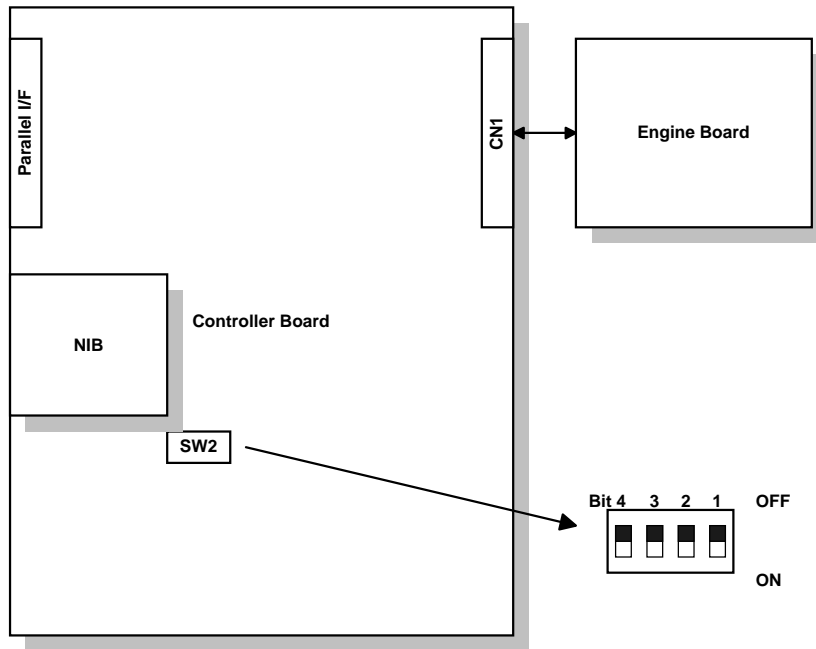 Parallel I/F
CN1
Engine Board
Controller Board
NIB
SW2
Bit 4 3 2 1 OFF
ON